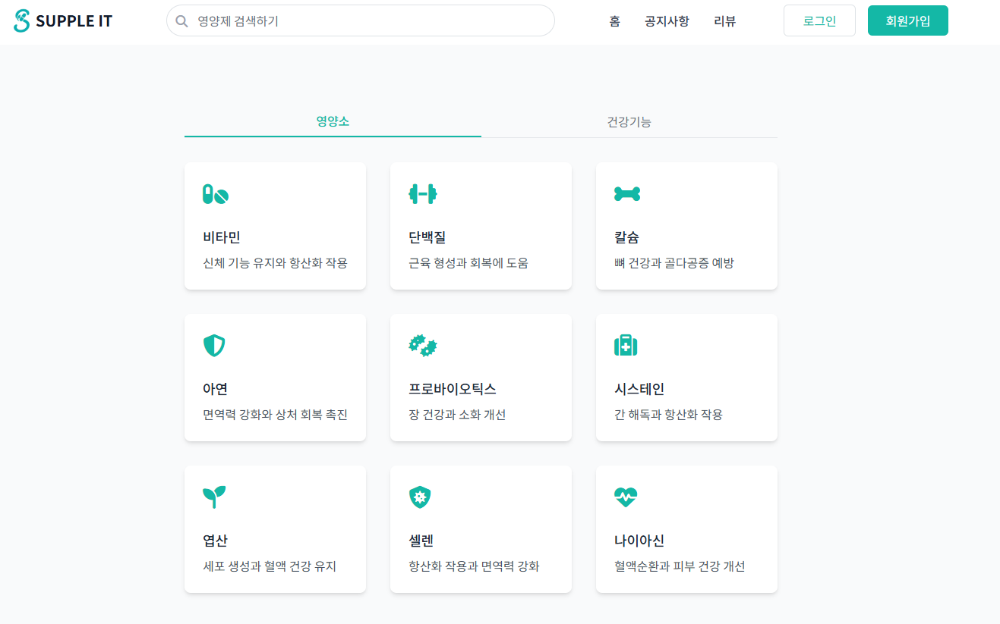 SUPPLE IT
영양제 검색하기
홈
공지사항
리뷰
로그인
회원가입
영양소
건강기능
비타민
신체 기능 유지와 항산화 작용
단백질
근육 형성과 회복에 도움
칼슘
뼈 건강과 골다공증 예방
아연
면역력 강화와 상처 회복 촉진
프로바이오틱스
장 건강과 소화 개선
시스테인
간 해독과 항산화 작용
엽산
세포 생성과 혈액 건강 유지
셀렌
항산화 작용과 면역력 강화
나이아신
혈액순환과 피부 건강 개선